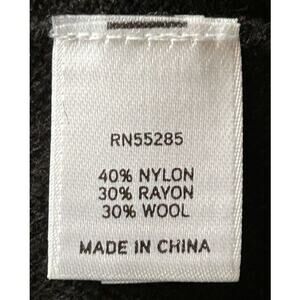 RN55285
40% NYLON
30% RAYON
30% WOOL
MADE IN CHINA